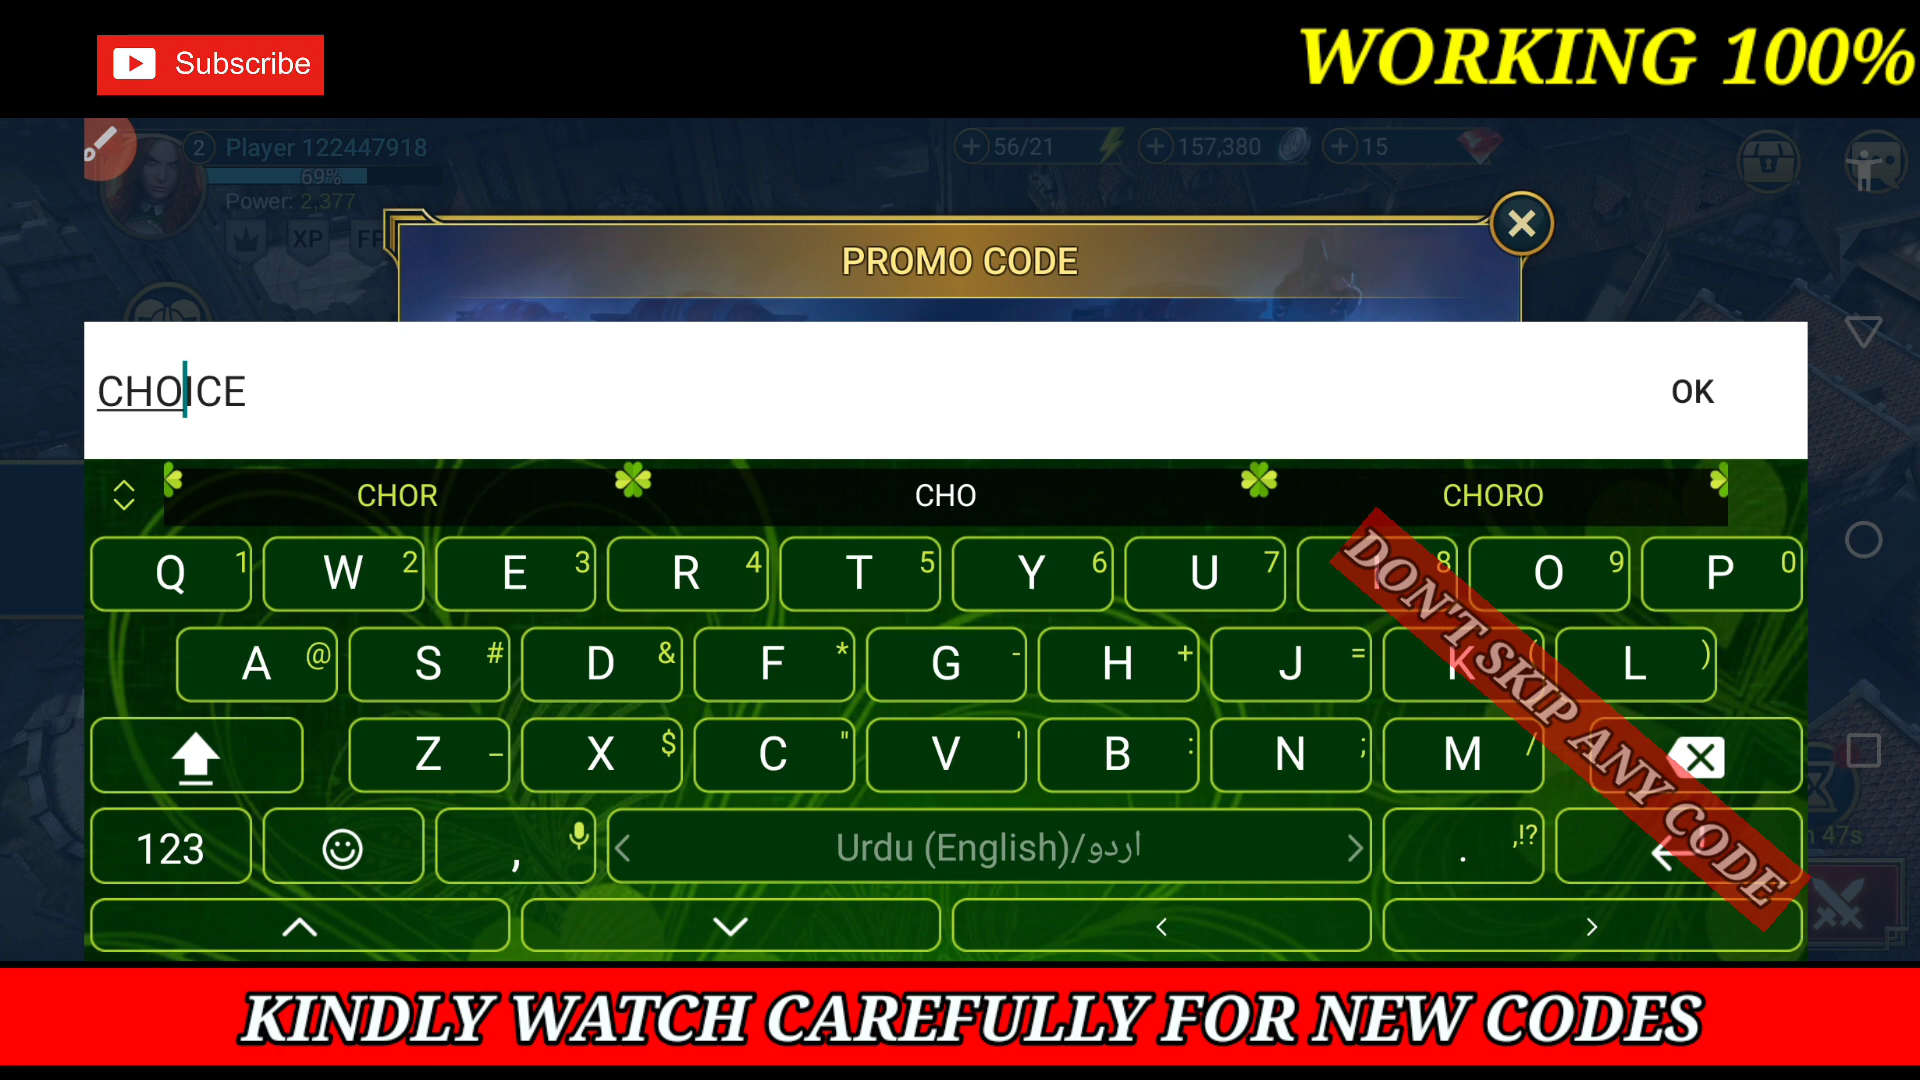 Subscribe
WORKING 100%
2 Player 122447918
69%
Power: 2,377
XP
56/21
157,380
15
PROMO CODE
CHOICE
OK
CHOR CHO CHORO
Q 1 W 2 E 3 R 4 T 5 Y 6 U 7 I 8 O 9 P 0
A @ S # D & F * G - H + J = K ( L )
Z _ X $ C " V ' B : N ; M /
123 , Urdu (English)/اردو . ,!?
DON'T SKIP ANY CODE
47s
KINDLY WATCH CAREFULLY FOR NEW CODES